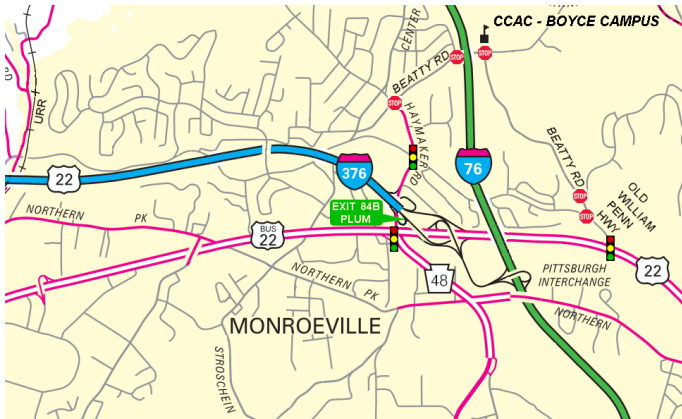 CCAC - BOYCE CAMPUS
CENTER
BEATTY RD
STOP
STOP
STOP
URR
HAYMAKER RD
376
76
22
BEATTY RD
STOP
STOP
OLD
WILLIAM
PENN
HWY
EXIT 84B
PLUM
NORTHERN PK
BUS
22
22
PITTSBURGH
INTERCHANGE
NORTHERN PK
48
NORTHERN
MONROEVILLE
STROSCHEIN